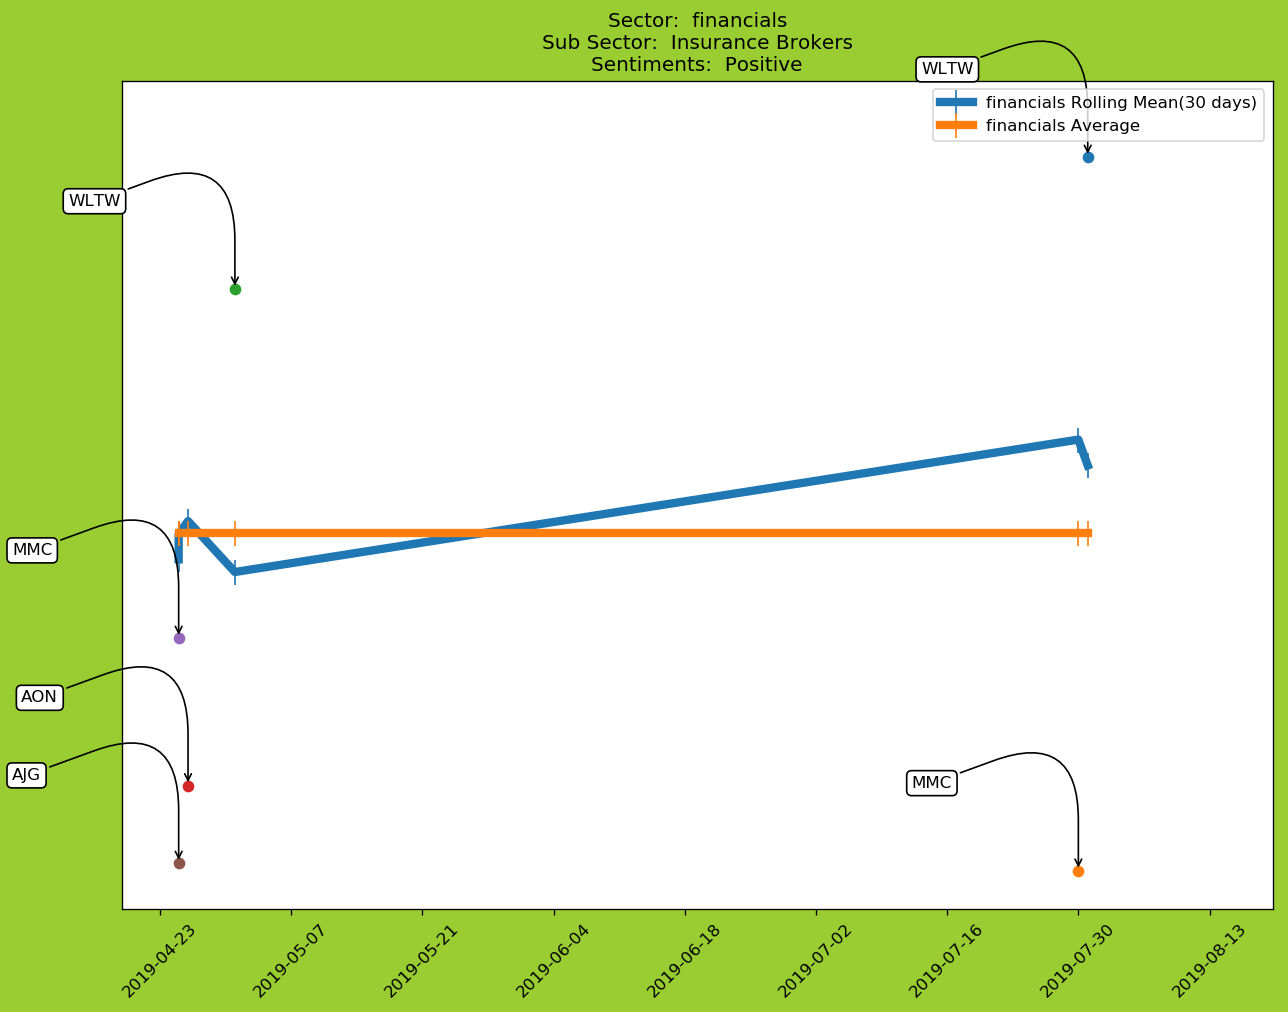 Sector:  financials
Sub Sector:  Insurance Brokers
Sentiments:  Positive
WLTW
financials Rolling Mean(30 days)
financials Average
WLTW
MMC
AON
AJG
MMC
2019-04-23
2019-05-07
2019-05-21
2019-06-04
2019-06-18
2019-07-02
2019-07-16
2019-07-30
2019-08-13